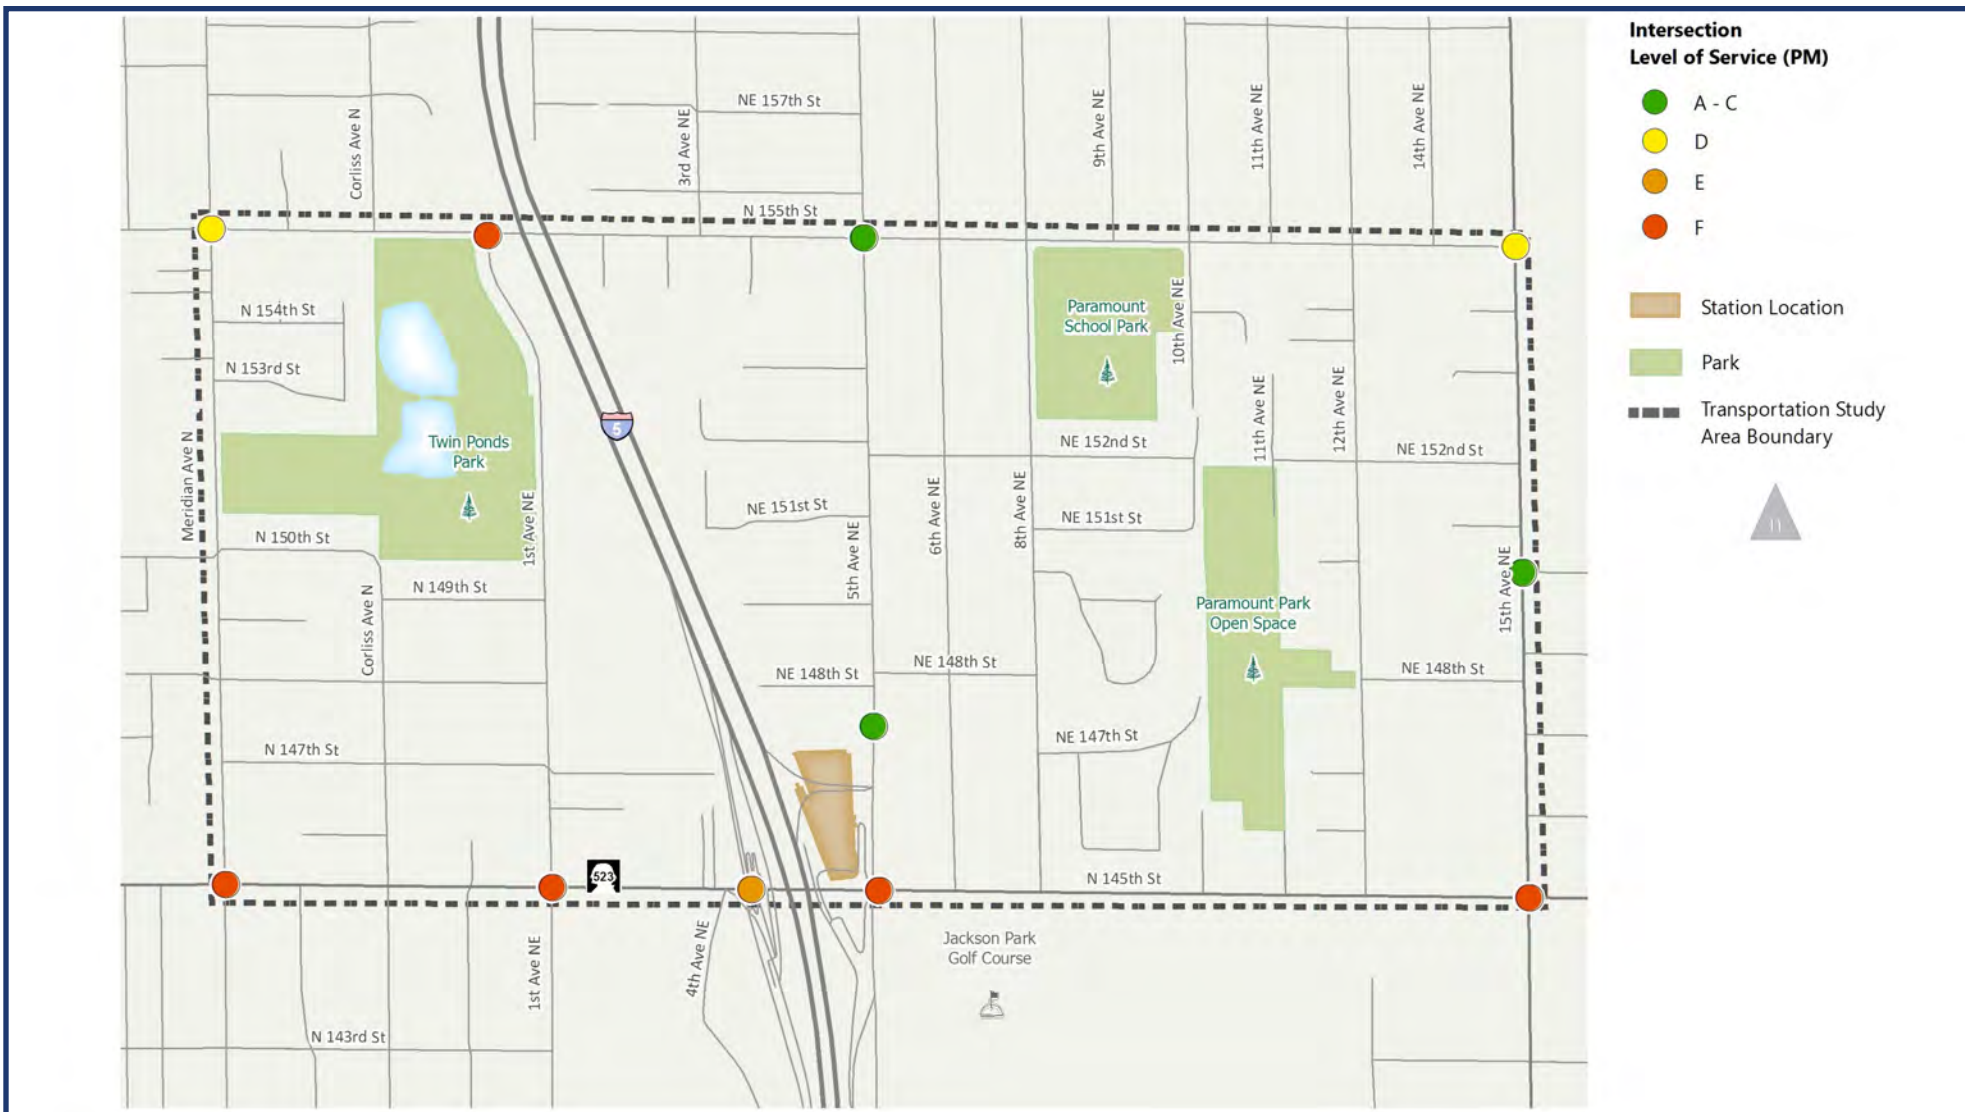 Intersection
Level of Service (PM)
A - C
D
E
F
Station Location
Park
Transportation Study
Area Boundary
NE 157th St
Corliss Ave N
3rd Ave NE
9th Ave NE
11th Ave NE
14th Ave NE
N 155th St
N 154th St
N 153rd St
Paramount
School Park
10th Ave NE
5
Twin Ponds
Park
Meridian Ave N
1st Ave NE
NE 152nd St
11th Ave NE
12th Ave NE
NE 152nd St
NE 151st St
NE 151st St
6th Ave NE
8th Ave NE
5th Ave NE
N 150th St
N 149th St
Corliss Ave N
15th Ave NE
Paramount Park
Open Space
NE 148th St
NE 148th St
NE 148th St
N 147th St
NE 147th St
523
N 145th St
Jackson Park
Golf Course
4th Ave NE
1st Ave NE
N 143rd St